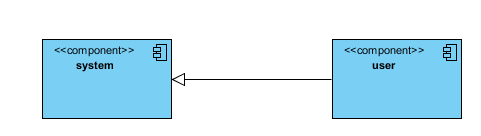 <<component>>
system
<<component>>
user